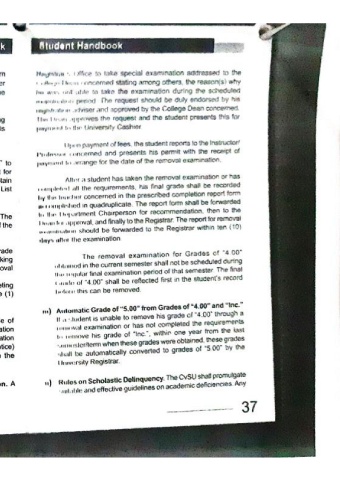 Student Handbook
Registrar's Office to take special examination addressed to the
College Dean concerned stating among others, the reason(s) why
he was not able to take the examination during the scheduled
examination period. The request should be duly endorsed by his
registration adviser and approved by the College Dean concerned.
The Dean approves the request and the student presents this for
payment to the University Cashier.
Upon payment of fees, the student reports to the Instructor/
Professor concerned and presents his permit with the receipt of
payment to arrange for the date of the removal examination.
After a student has taken the removal examination or has
completed all the requirements, his final grade shall be recorded
by the teacher concerned in the prescribed completion report form
accomplished in quadruplicate. The report form shall be forwarded
to the Department Chairperson for recommendation, then to the
Dean for approval, and finally to the Registrar. The report for removal
examination should be forwarded to the Registrar within ten (10)
days after the examination.
The removal examination for Grades of "4.00"
obtained in the current semester shall not be scheduled during
the regular final examination period of that semester. The final
Grade of "4.00" shall be reflected first in the student's record
before this can be removed.
m) Automatic Grade of "5.00" from Grades of "4.00" and "Inc."
If a student is unable to remove his grade of "4.00" through a
removal examination or has not completed the requirements
to remove his grade of "Inc.", within one year from the last
semester/term when these grades were obtained, these grades
shall be automatically converted to grades of "5.00" by the
University Registrar.
n) Rules on Scholastic Delinquency. The CvSU shall promulgate
suitable and effective guidelines on academic deficiencies. Any
37